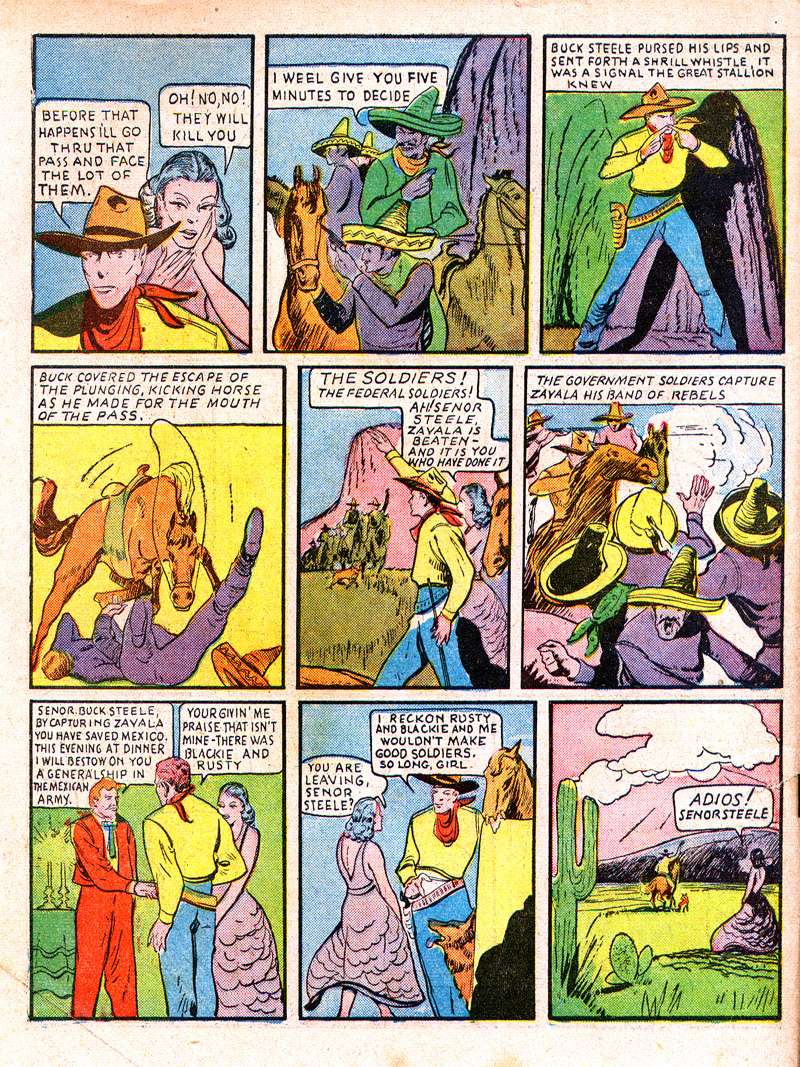 BEFORE THAT
HAPPENS I'LL GO
THRU THAT
PASS AND FACE
THE LOT OF
THEM.
OH! NO, NO!
THEY WILL
KILL YOU
I WEEL GIVE YOU FIVE
MINUTES TO DECIDE
BUCK STEELE PURSED HIS LIPS AND
SENT FORTH A SHRILL WHISTLE, IT
WAS A SIGNAL THE GREAT STALLION
KNEW
BUCK COVERED THE ESCAPE OF
THE PLUNGING, KICKING HORSE
AS HE MADE FOR THE MOUTH
OF THE PASS.
THE SOLDIERS!
THE FEDERAL SOLDIERS!
AH! SENOR
STEELE,
ZAVALA IS
BEATEN-
AND IT IS YOU
WHO HAVE DONE IT
THE GOVERNMENT SOLDIERS CAPTURE
ZAVALA HIS BAND OF REBELS
SENOR. BUCK STEELE,
BY CAPTURING ZAVALA
YOU HAVE SAVED MEXICO.
THIS EVENING AT DINNER
I WILL BESTOW ON YOU
A GENERALSHIP IN
THE MEXICAN
ARMY.
YOUR GIVIN' ME
PRAISE THAT ISN'T
MINE-THERE WAS
BLACKIE AND
RUSTY
YOU ARE
LEAVING,
SENOR
STEELE?
I RECKON RUSTY
AND BLACKIE AND ME
WOULDN'T MAKE
GOOD SOLDIERS.
SO LONG, GIRL.
ADIOS!
SENOR STEELE